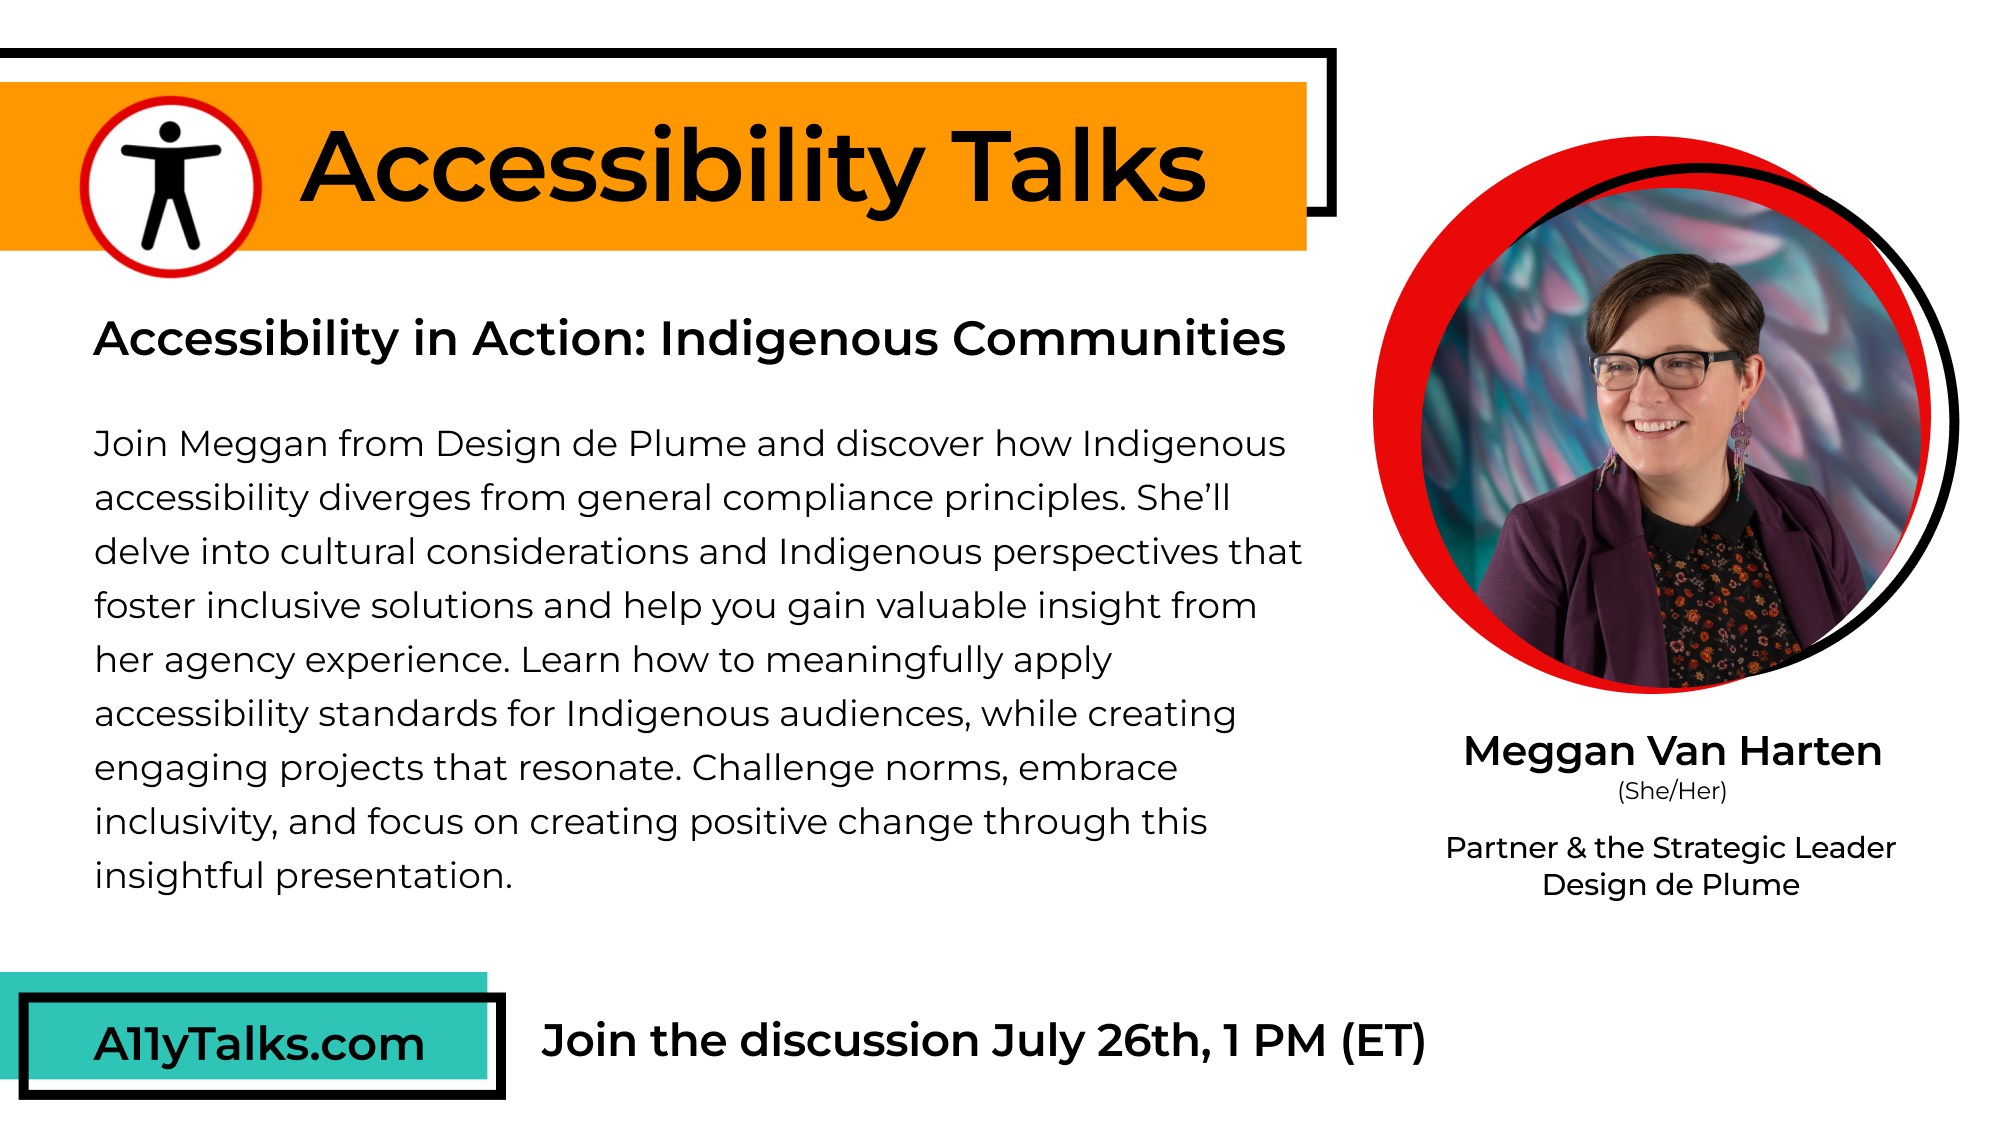 Accessibility Talks
Accessibility in Action: Indigenous Communities
Join Meggan from Design de Plume and discover how Indigenous
accessibility diverges from general compliance principles. She’ll
delve into cultural considerations and Indigenous perspectives that
foster inclusive solutions and help you gain valuable insight from
her agency experience. Learn how to meaningfully apply
accessibility standards for Indigenous audiences, while creating
engaging projects that resonate. Challenge norms, embrace
inclusivity, and focus on creating positive change through this
insightful presentation.
Meggan Van Harten
(She/Her)
Partner & the Strategic Leader
Design de Plume
A11yTalks.com
Join the discussion July 26th, 1 PM (ET)